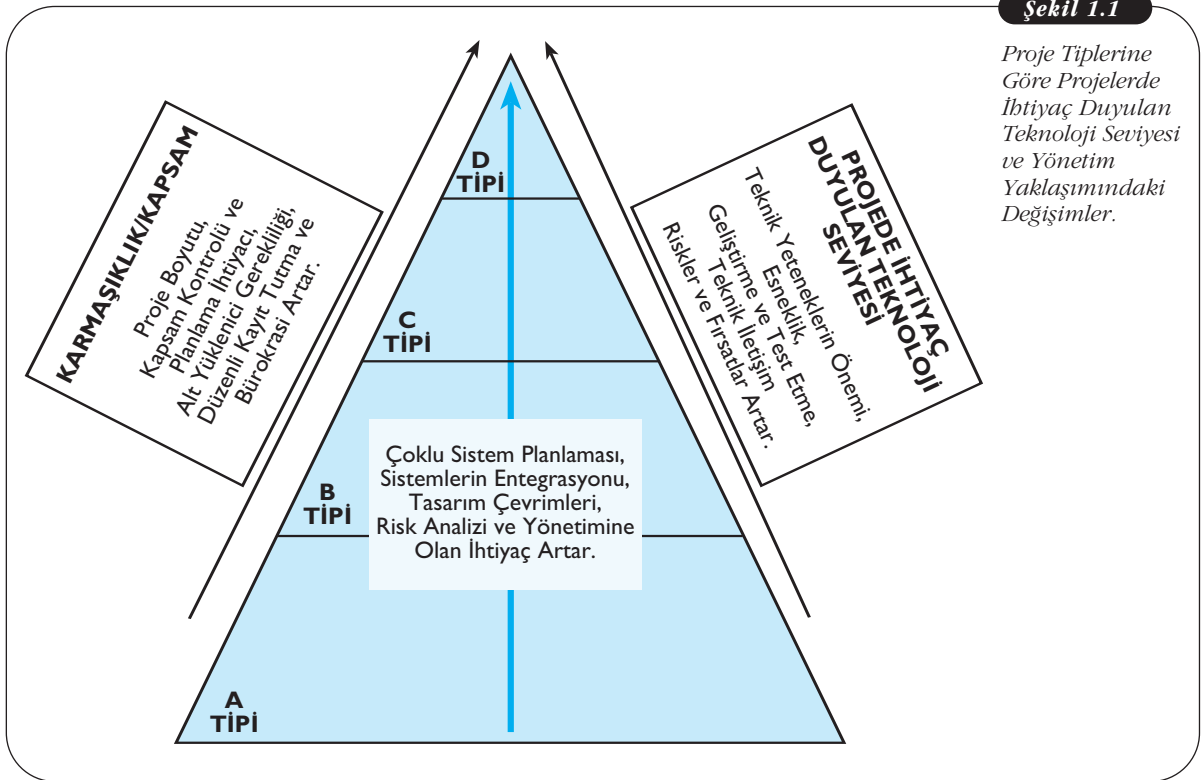 Şekil 1.1
Proje Tiplerine
Göre Projelerde
İhtiyaç Duyulan
Teknoloji Seviyesi
ve Yönetim
Yaklaşımındaki
Değişimler.
KARMAŞIKLIK/KAPSAM
Proje Boyutu,
Kapsam Kontrolü ve
Planlama İhtiyacı,
Alt Yüklenici Gerekliliği,
Düzenli Kayıt Tutma ve
Bürokrasi Artar.
PROJEDE İHTİYAÇ
DUYULAN TEKNOLOJİ
SEVİYESİ
Teknik Yeteneklerin Önemi,
Esneklik,
Geliştirme ve Test Etme,
Teknik İletişim
Riskler ve Fırsatlar Artar.
D
TİPİ
C
TİPİ
B
TİPİ
A
TİPİ
Çoklu Sistem Planlaması,
Sistemlerin Entegrasyonu,
Tasarım Çevrimleri,
Risk Analizi ve Yönetimine
Olan İhtiyaç Artar.